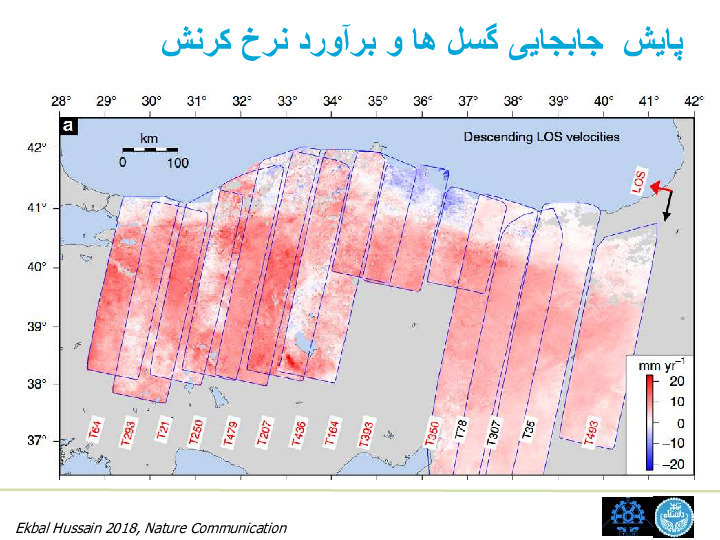 پایش جابجایی گسل ها و برآورد نرخ کرنش
28° 29° 30° 31° 32° 33° 34° 35° 36° 37° 38° 39° 40° 41° 42°
a
km
0 100
Descending LOS velocities
LOS
42°
41°
40°
39°
38°
37°
mm yr⁻¹
20
10
0
−10
−20
T64 T293 T21 T250 T479 T207 T436 T164 T393 T350 T78 T307 T35 T493
Ekbal Hussain 2018, Nature Communication